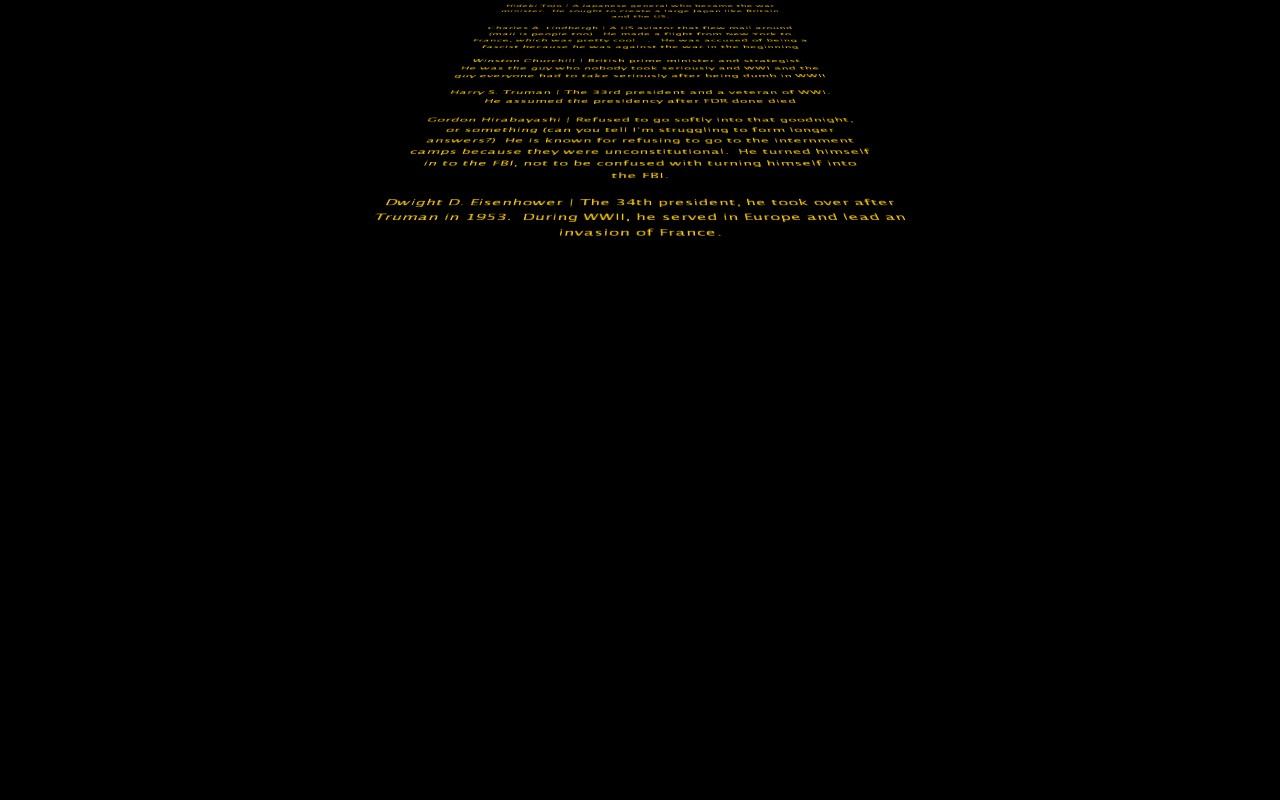 Hideki Tojo | A Japanese general who became the war
minister. He sought to create a large Japan like Britain
and the US.
Charles A. Lindbergh | A US aviator that flew mail around
(mail is people too). He made a flight from New York to
France, which was pretty cool . . . He was accused of being a
fascist because he was against the war in the beginning
Winston Churchill | British prime minister and strategist
He was the guy who nobody took seriously and WWI and the
guy everyone had to take seriously after being dumb in WWII
Harry S. Truman | The 33rd president and a veteran of WWI.
He assumed the presidency after FDR done died
Gordon Hirabayashi | Refused to go softly into that goodnight,
or something (can you tell I'm struggling to form longer
answers?) He is known for refusing to go to the internment
camps because they were unconstitutional. He turned himself
in to the FBI, not to be confused with turning himself into
the FBI.
Dwight D. Eisenhower | The 34th president, he took over after
Truman in 1953. During WWII, he served in Europe and lead an
invasion of France.